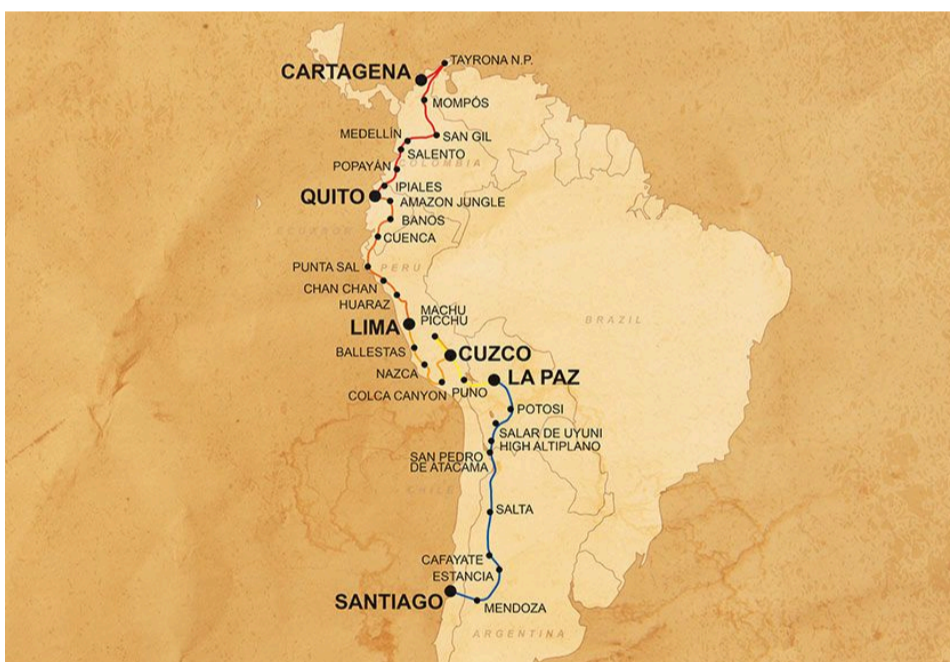 TAYRONA N.P.
CARTAGENA
MOMPÓS
MEDELLÍN
SAN GIL
SALENTO
POPAYÁN
COLOMBIA
IPIALES
QUITO
AMAZON JUNGLE
BANOS
ECUADOR
CUENCA
PUNTA SAL
PERU
CHAN CHAN
HUARAZ
MACHU
PICCHU
LIMA
BRAZIL
BALLESTAS
CUZCO
NAZCA
LA PAZ
COLCA CANYON
PUNO
POTOSI
SALAR DE UYUNI
HIGH ALTIPLANO
SAN PEDRO
DE ATACAMA
CHILE
SALTA
CAFAYATE
ESTANCIA
SANTIAGO
MENDOZA
ARGENTINA